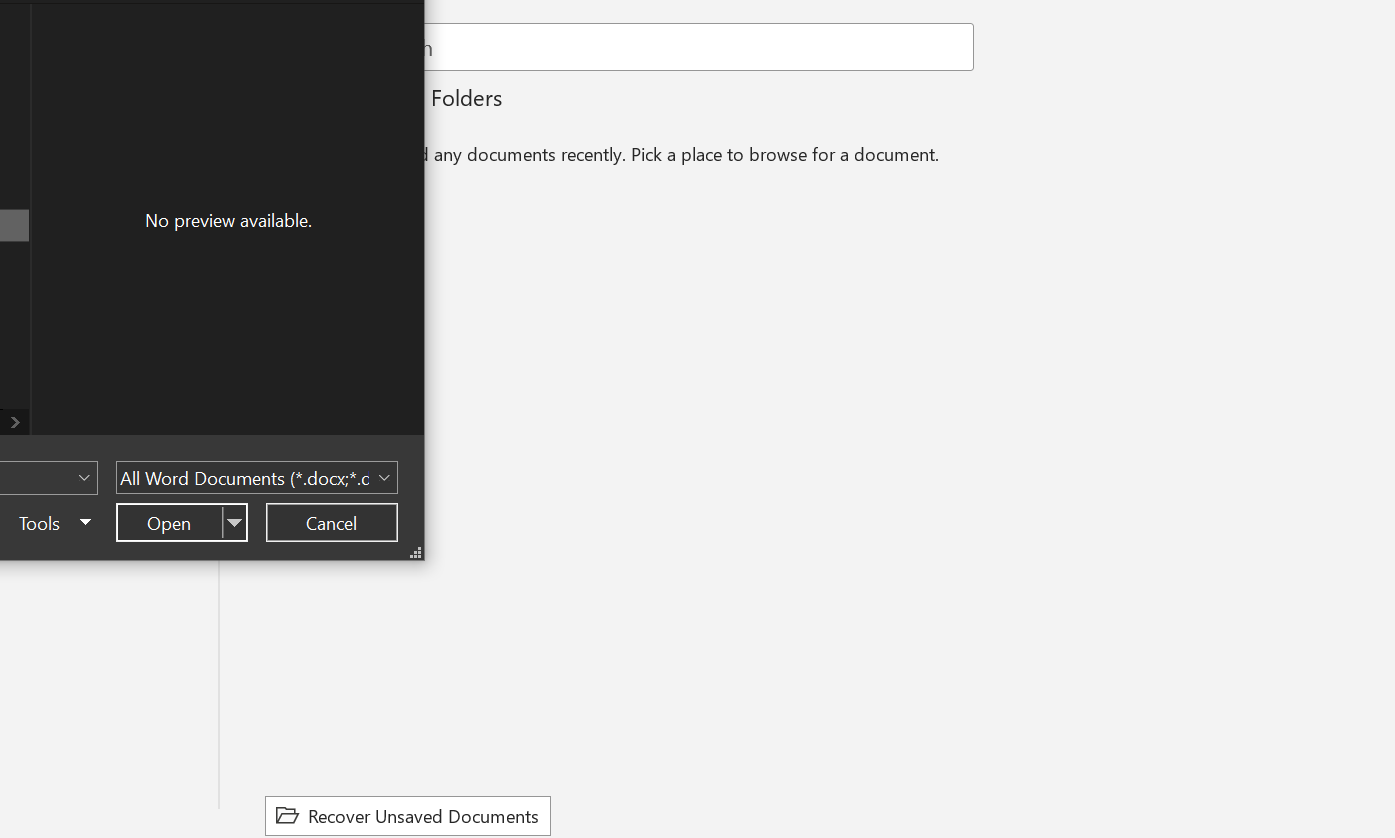 Folders
any documents recently. Pick a place to browse for a document.
No preview available.
All Word Documents (*.docx;*.
Tools
Open
Cancel
Recover Unsaved Documents